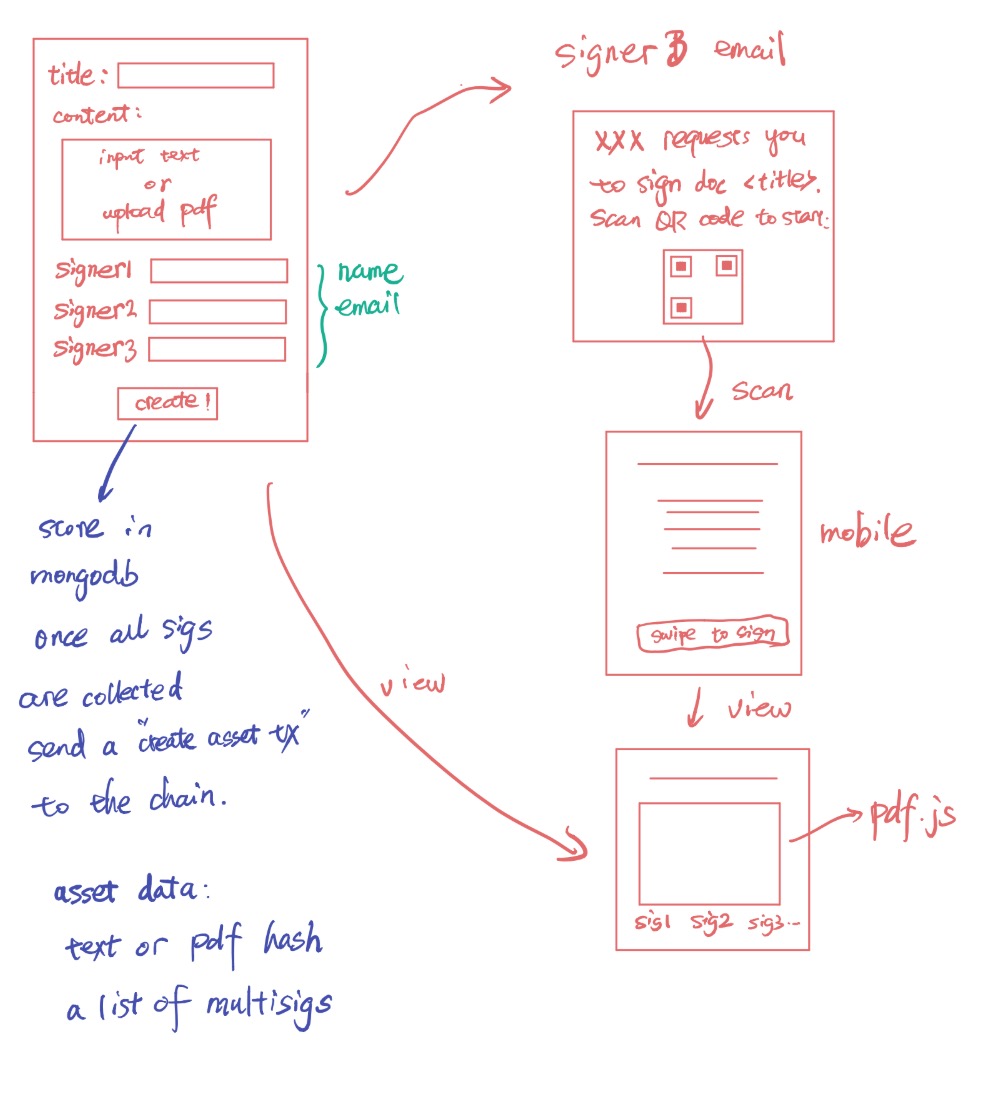 title:
content:
input text
or
upload pdf
signer1
signer2
signer3
name
email
create!
store in
mongodb
once all sigs
are collected
send a "create asset tx"
to the chain.
asset data:
text or pdf hash
a list of multisigs
view
signer B email
XXX requests you
to sign doc <title>.
Scan QR code to start.
scan
mobile
swipe to sign
view
pdf.js
sig1 sig2 sig3...